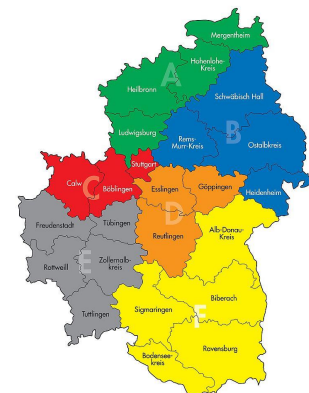 Mergentheim
Hohenlohe-
Kreis
A
Heilbronn
Schwäbisch Hall
Ludwigsburg
Rems-
Murr-Kreis
B
Ostalbkreis
Stuttgart
Calw
C
Böblingen
Esslingen
Göppingen
Heidenheim
D
Freudenstadt
Tübingen
Reutlingen
Alb-Donau-
Kreis
Rottweil
E
Zollernalb-
kreis
Tuttlingen
Sigmaringen
Biberach
F
Ravensburg
Bodensee-
kreis